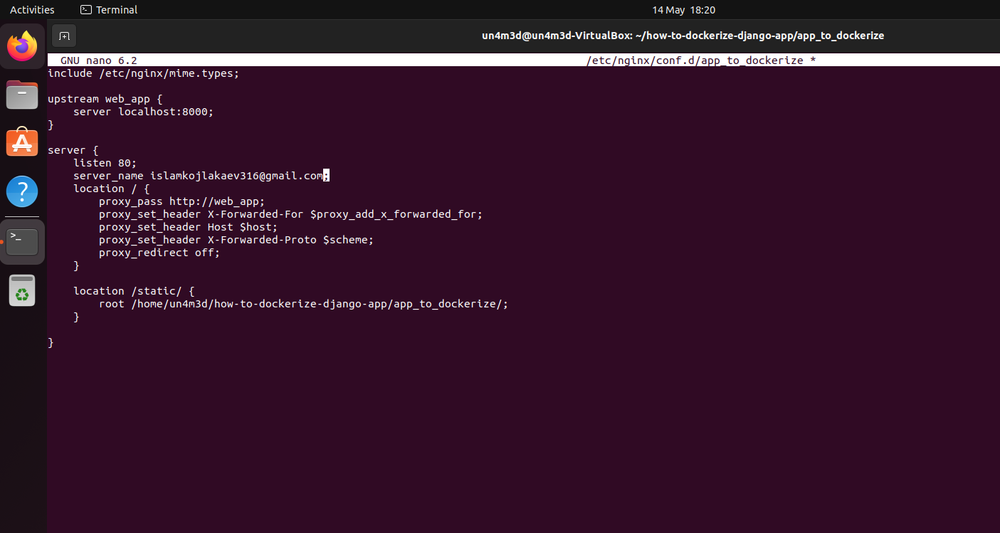 Activities Terminal 14 May 18:20
un4m3d@un4m3d-VirtualBox: ~/how-to-dockerize-django-app/app_to_dockerize
GNU nano 6.2 /etc/nginx/conf.d/app_to_dockerize *
include /etc/nginx/mime.types;
upstream web_app {
    server localhost:8000;
}
server {
    listen 80;
    server_name islamkojlakaev316@gmail.com;
    location / {
        proxy_pass http://web_app;
        proxy_set_header X-Forwarded-For $proxy_add_x_forwarded_for;
        proxy_set_header Host $host;
        proxy_set_header X-Forwarded-Proto $scheme;
        proxy_redirect off;
    }
    location /static/ {
        root /home/un4m3d/how-to-dockerize-django-app/app_to_dockerize/;
    }
}